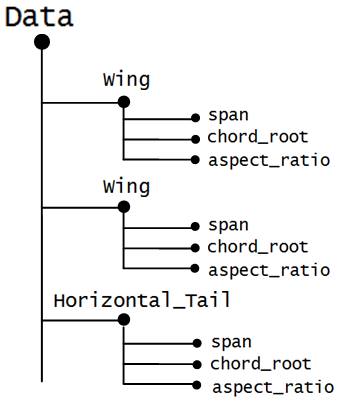 Data
Wing
span
chord_root
aspect_ratio
Wing
span
chord_root
aspect_ratio
Horizontal_Tail
span
chord_root
aspect_ratio